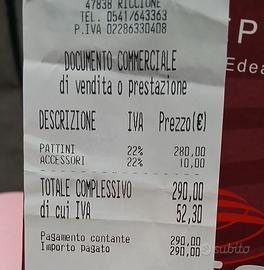 47838 RICCIONE
TEL. 0541/643363
P.IVA 02286330408
DOCUMENTO COMMERCIALE
di vendita o prestazione
DESCRIZIONE IVA Prezzo(€)
PATTINI 22% 280,00
ACCESSORI 22% 10,00
TOTALE COMPLESSIVO 290,00
di cui IVA 52,30
Pagamento contante 290,00
Importo pagato 290,00
P
Edea
subito